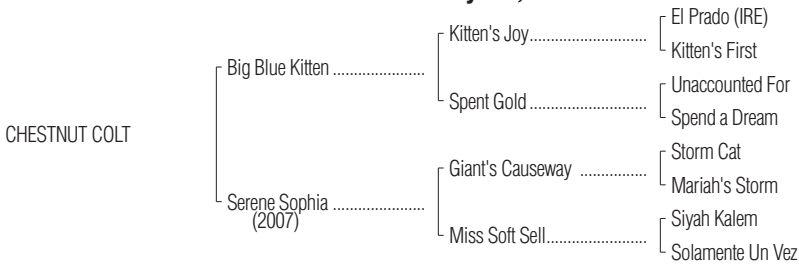 El Prado (IRE)
Kitten's Joy
Kitten's First
Big Blue Kitten
Unaccounted For
Spent Gold
Spend a Dream
CHESTNUT COLT
Storm Cat
Giant's Causeway
Mariah's Storm
Serene Sophia
(2007)
Siyah Kalem
Miss Soft Sell
Solamente Un Vez